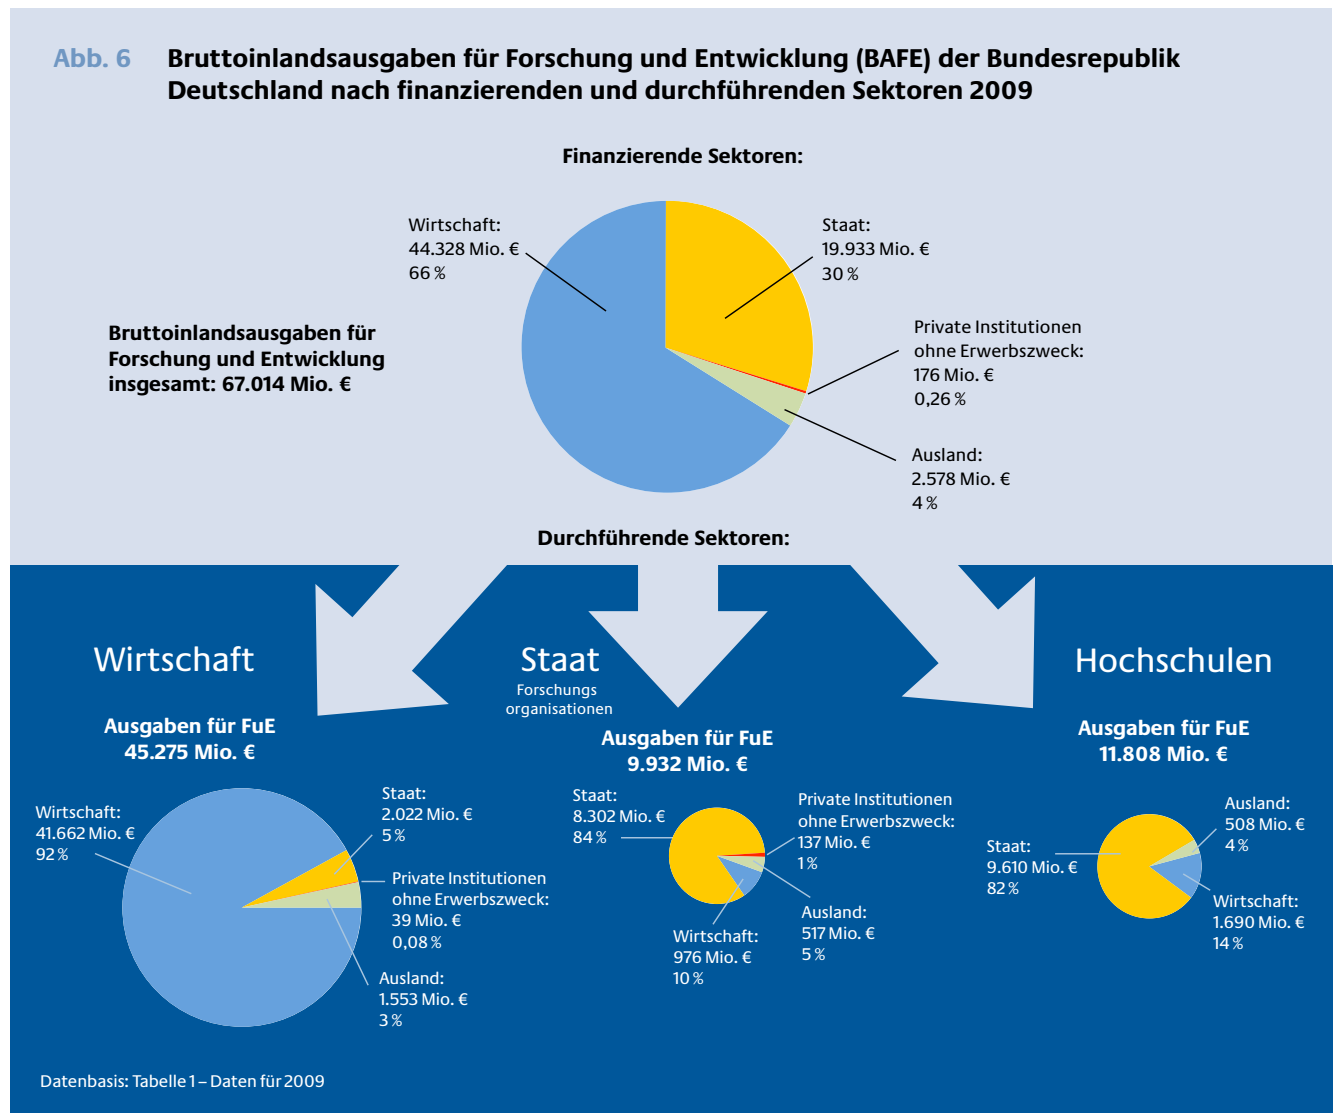 Abb. 6
Bruttoinlandsausgaben für Forschung und Entwicklung (BAFE) der Bundesrepublik
Deutschland nach finanzierenden und durchführenden Sektoren 2009
Finanzierende Sektoren:
Wirtschaft:
44.328 Mio. €
66 %
Staat:
19.933 Mio. €
30 %
Bruttoinlandsausgaben für
Forschung und Entwicklung
insgesamt: 67.014 Mio. €
Private Institutionen
ohne Erwerbszweck:
176 Mio. €
0,26 %
Ausland:
2.578 Mio. €
4 %
Durchführende Sektoren:
Wirtschaft
Ausgaben für FuE
45.275 Mio. €
Wirtschaft:
41.662 Mio. €
92 %
Staat:
2.022 Mio. €
5 %
Private Institutionen
ohne Erwerbszweck:
39 Mio. €
0,08 %
Ausland:
1.553 Mio. €
3 %
Staat
Forschungs
organisationen
Ausgaben für FuE
9.932 Mio. €
Staat:
8.302 Mio. €
84 %
Private Institutionen
ohne Erwerbszweck:
137 Mio. €
1 %
Ausland:
517 Mio. €
5 %
Wirtschaft:
976 Mio. €
10 %
Hochschulen
Ausgaben für FuE
11.808 Mio. €
Staat:
9.610 Mio. €
82 %
Ausland:
508 Mio. €
4 %
Wirtschaft:
1.690 Mio. €
14 %
Datenbasis: Tabelle 1 – Daten für 2009